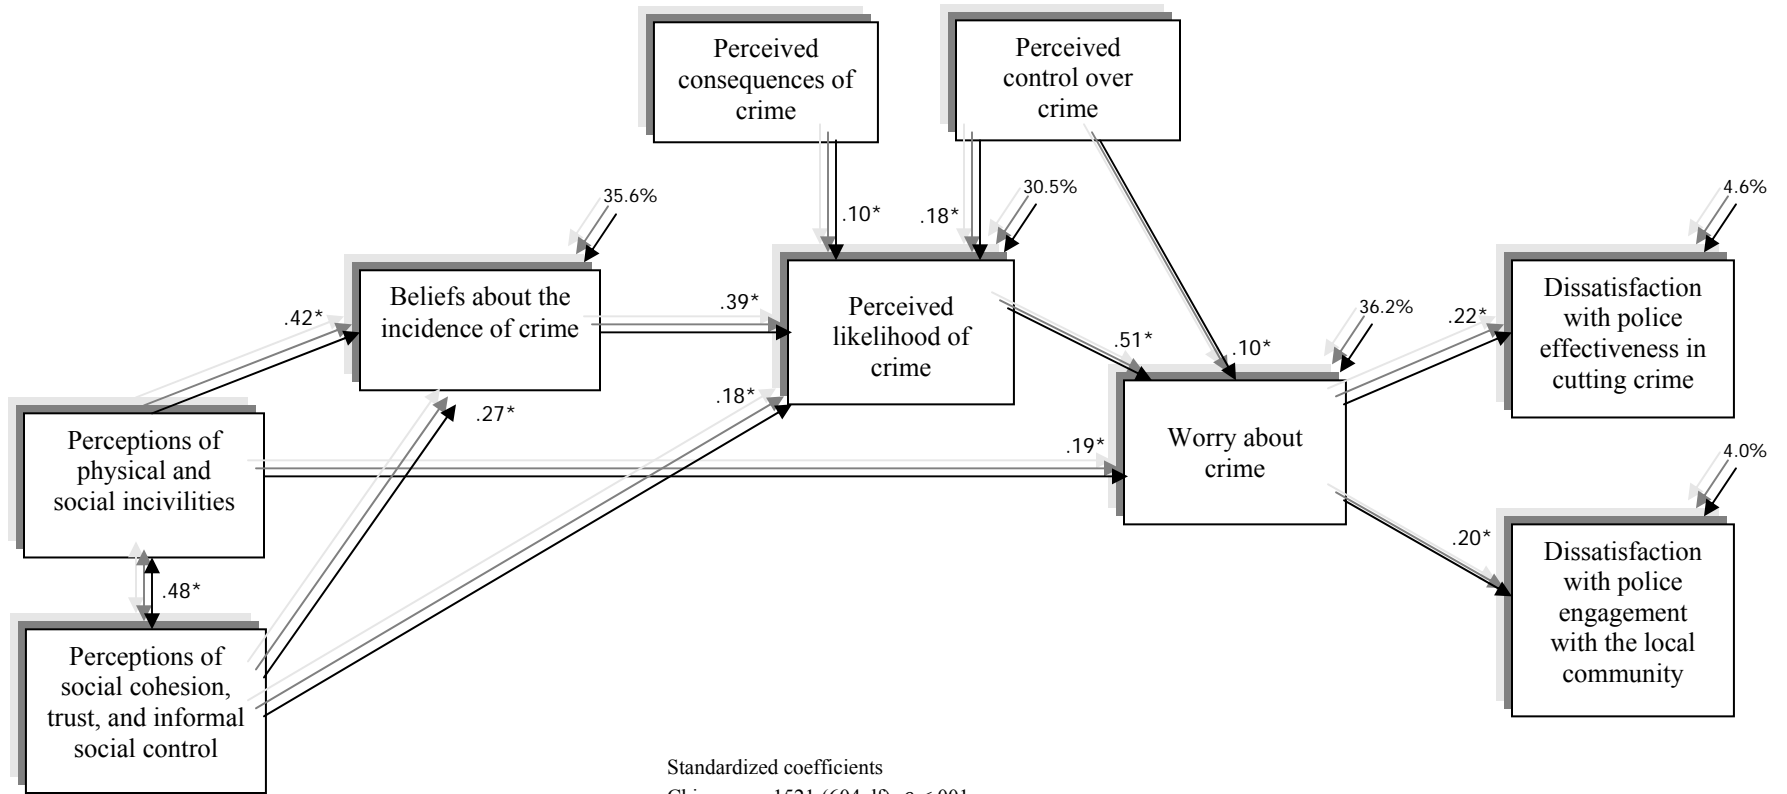 Perceived
consequences of
crime
Perceived
control over
crime
35.6%
30.5%
4.6%
.10*
.18*
Beliefs about the
incidence of crime
.42*
.39*
Perceived
likelihood of
crime
.51*
.10*
36.2%
.22*
Dissatisfaction
with police
effectiveness in
cutting crime
.27*
.18*
Perceptions of
physical and
social incivilities
.19*
Worry about
crime
4.0%
.20*
Dissatisfaction
with police
engagement
with the local
community
.48*
Perceptions of
social cohesion,
trust, and informal
social control
Standardized coefficients